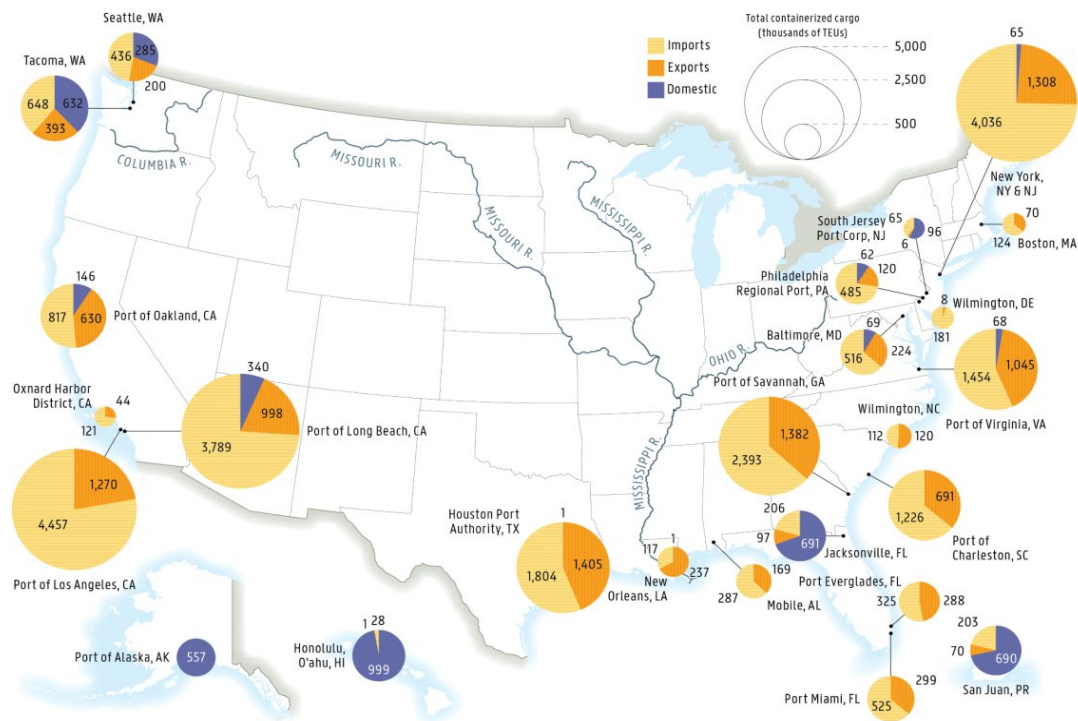 Seattle, WA
436
285
200
Tacoma, WA
648
632
393
COLUMBIA R.
MISSOURI R.
MISSOURI R.
MISSISSIPPI R.
MISSISSIPPI R.
OHIO R.
Imports
Exports
Domestic
Total containerized cargo
(thousands of TEUs)
5,000
2,500
500
65
1,308
4,036
New York,
NY & NJ
70
124
Boston, MA
South Jersey
Port Corp, NJ
65
96
6
Philadelphia
Regional Port, PA
62
120
485
8
Wilmington, DE
181
Baltimore, MD
69
516
224
68
1,045
1,454
Port of Virginia, VA
146
817
630
Port of Oakland, CA
Oxnard Harbor
District, CA
44
121
340
998
3,789
Port of Long Beach, CA
1,270
4,457
Port of Los Angeles, CA
Port of Savannah, GA
1,382
2,393
Wilmington, NC
112
120
691
1,226
Port of
Charleston, SC
Houston Port
Authority, TX
1
1,405
1,804
117
1
237
New
Orleans, LA
169
287
Mobile, AL
206
97
691
Jacksonville, FL
Port Everglades, FL
325
288
299
525
Port Miami, FL
203
70
690
San Juan, PR
Port of Alaska, AK
557
Honolulu,
O'ahu, HI
1
28
999